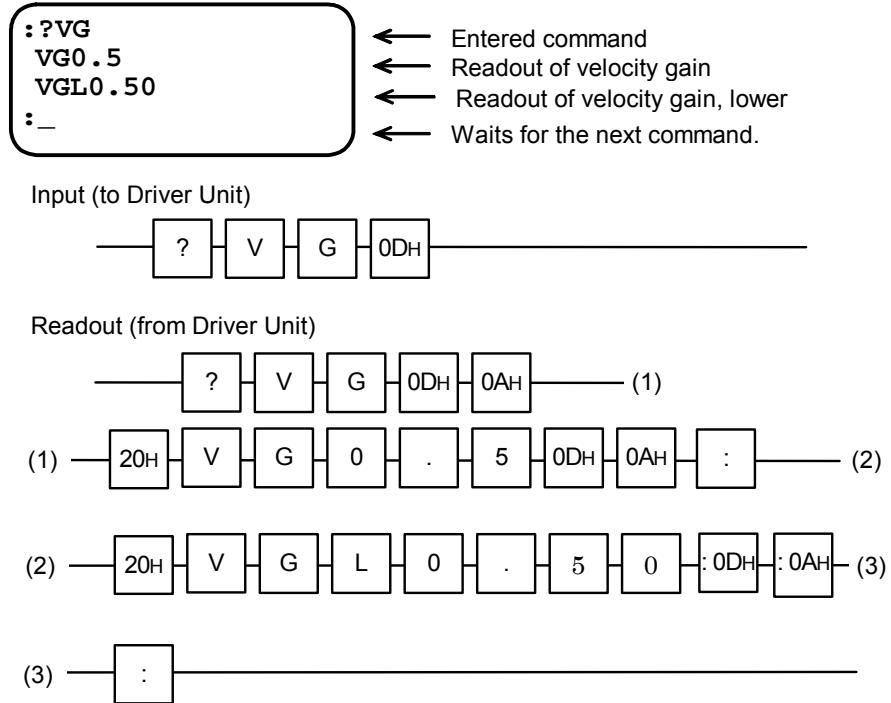 :?VG
VG0.5
VGL0.50
:_
Entered command
Readout of velocity gain
Readout of velocity gain, lower
Waits for the next command.
Input (to Driver Unit)
? V G 0DH
Readout (from Driver Unit)
? V G 0DH 0AH (1)
(1) 20H V G 0 . 5 0DH 0AH : (2)
(2) 20H V G L 0 . 5 0 : 0DH : 0AH (3)
(3) :